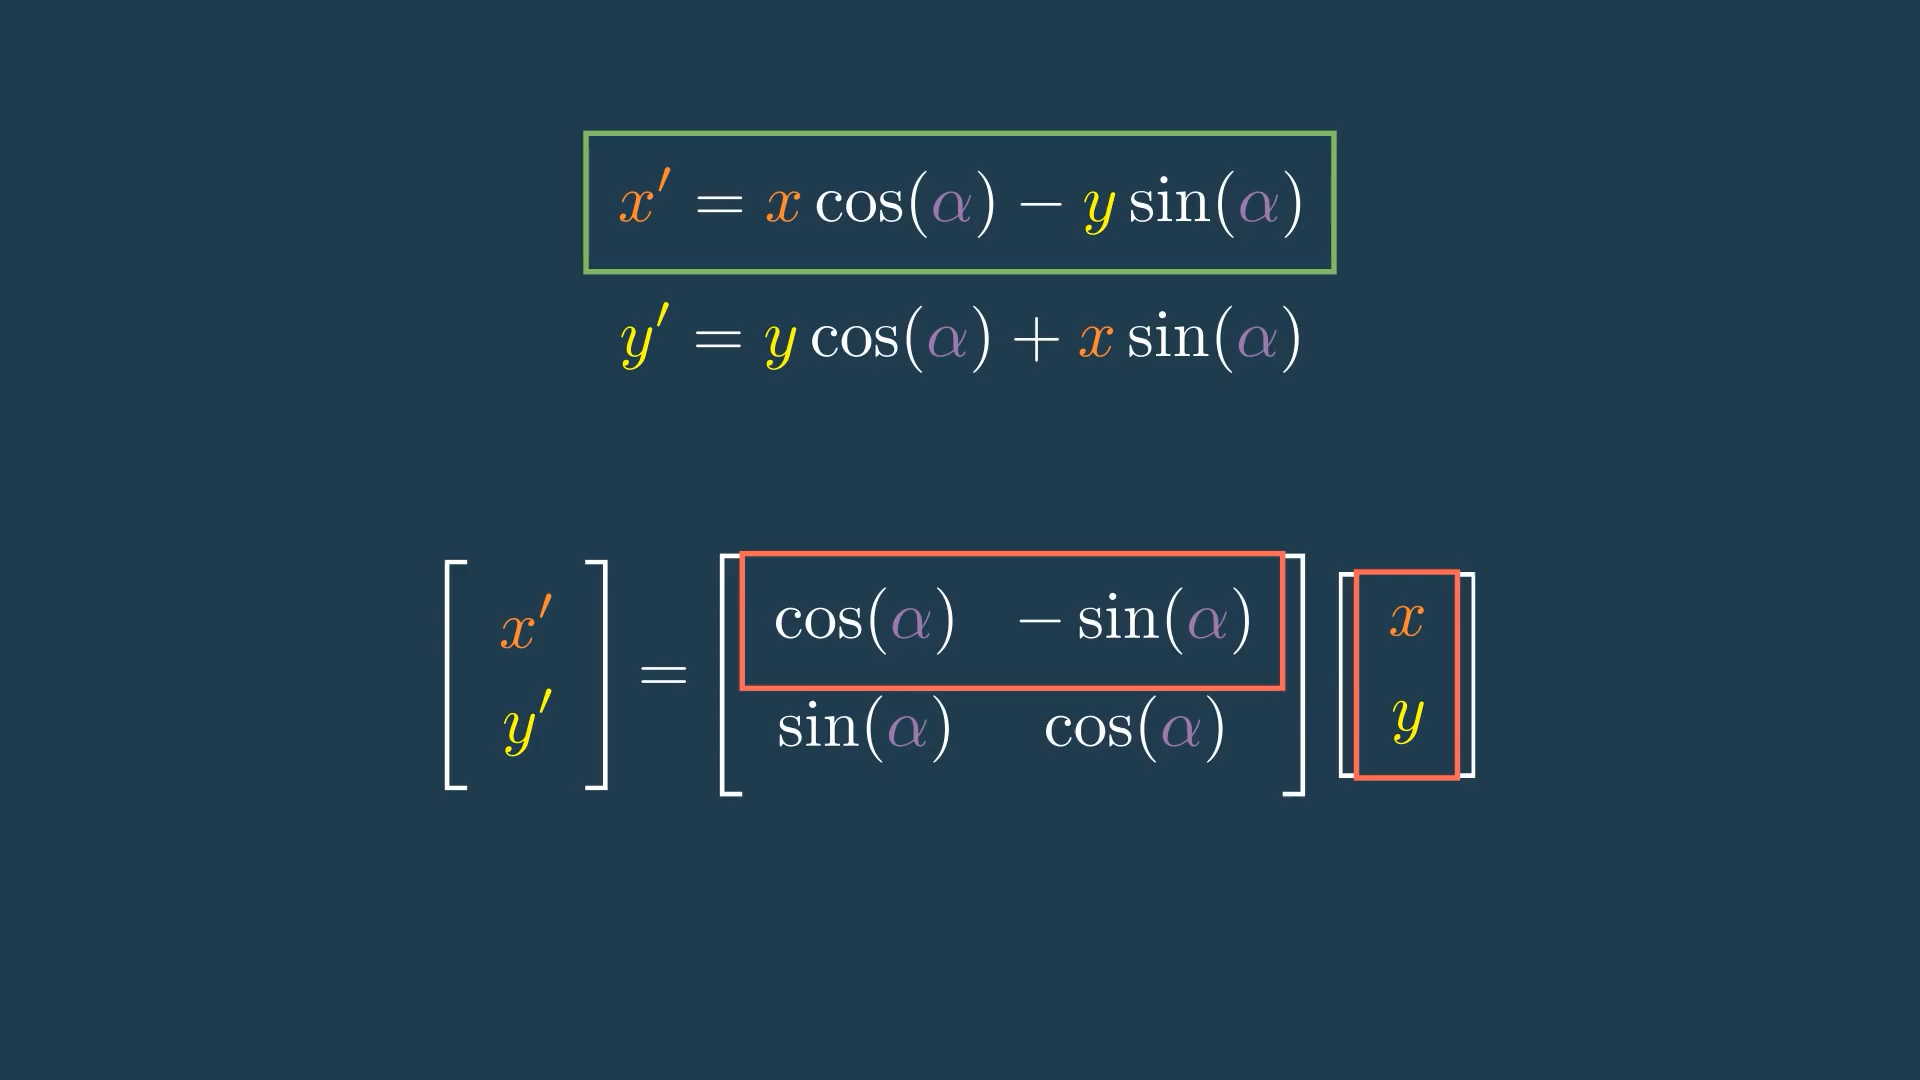 x′ = x cos(α) − y sin(α)
y′ = y cos(α) + x sin(α)
[x′ y′] = [cos(α) −sin(α) sin(α) cos(α)] [x y]